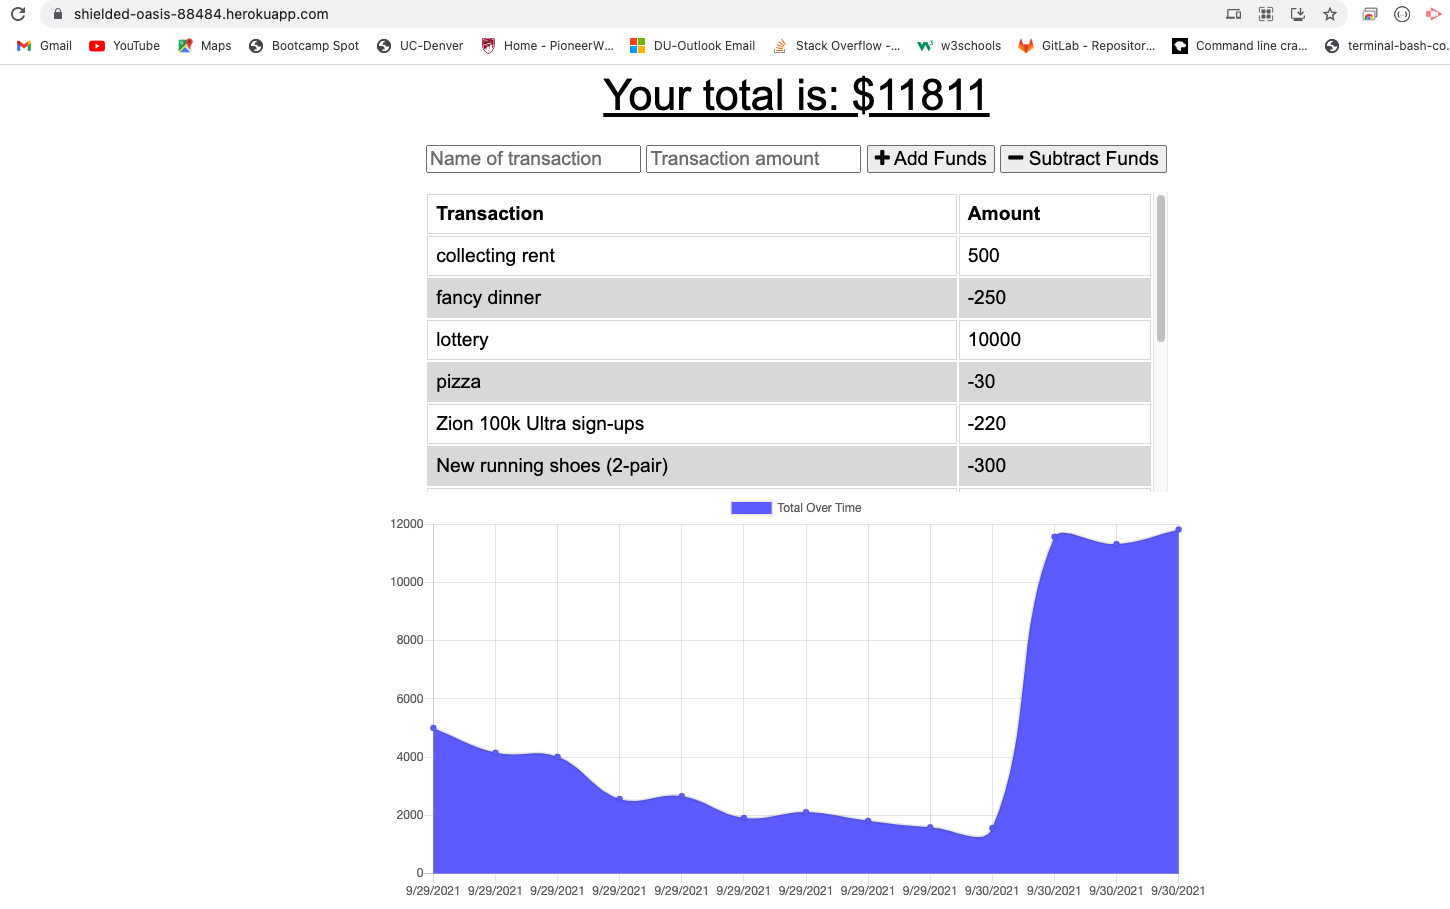 shielded-oasis-88484.herokuapp.com
Gmail YouTube Maps Bootcamp Spot UC-Denver Home - PioneerW... DU-Outlook Email Stack Overflow -... w3schools GitLab - Repositor... Command line cra... terminal-bash-co.
Your total is: $11811
Name of transaction Transaction amount Add Funds Subtract Funds
Transaction Amount
collecting rent 500
fancy dinner -250
lottery 10000
pizza -30
Zion 100k Ultra sign-ups -220
New running shoes (2-pair) -300
Total Over Time
12000
10000
8000
6000
4000
2000
0
9/29/2021 9/29/2021 9/29/2021 9/29/2021 9/29/2021 9/29/2021 9/29/2021 9/29/2021 9/29/2021 9/30/2021 9/30/2021 9/30/2021 9/30/2021